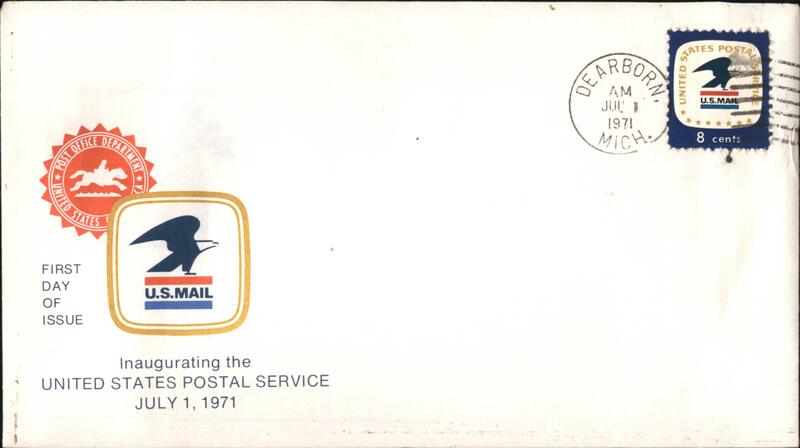 POST OFFICE DEPARTMENT
UNITED STATES
U.S.MAIL
FIRST
DAY
OF
ISSUE
Inaugurating the
UNITED STATES POSTAL SERVICE
JULY 1, 1971
DEARBORN,
AM
JUL 1
1971
MICH.
UNITED STATES POSTAL SERVICE
U.S. MAIL
8 cents